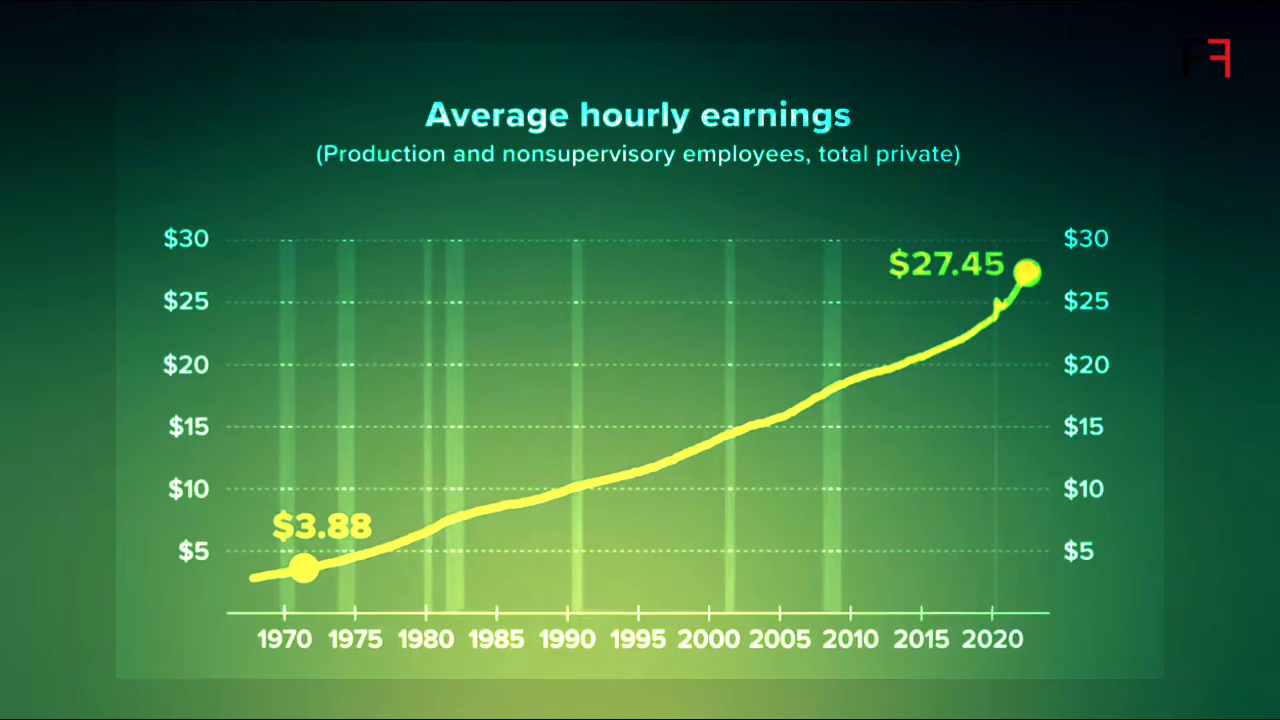 FF
Average hourly earnings
(Production and nonsupervisory employees, total private)
$30 $30
$27.45
$25 $25
$20 $20
$15 $15
$10 $10
$3.88
$5 $5
1970 1975 1980 1985 1990 1995 2000 2005 2010 2015 2020